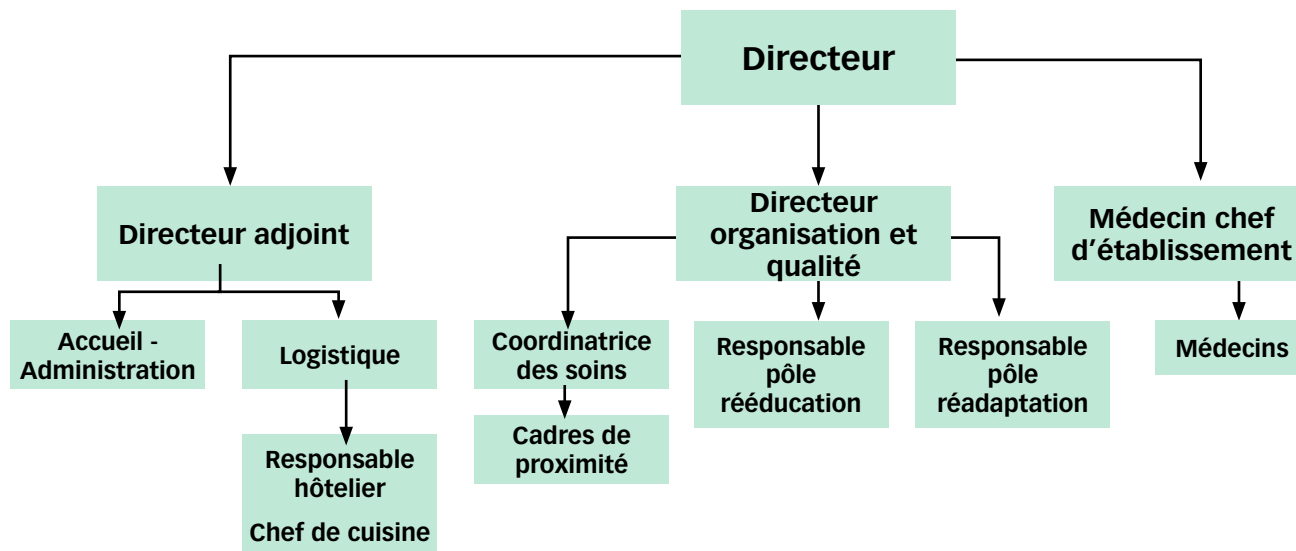 Directeur
Directeur adjoint
Directeur
organisation et
qualité
Médecin chef
d'établissement
Accueil -
Administration
Logistique
Coordinatrice
des soins
Responsable
pôle
rééducation
Responsable
pôle
réadaptation
Médecins
Cadres de
proximité
Responsable
hôtelier
Chef de cuisine